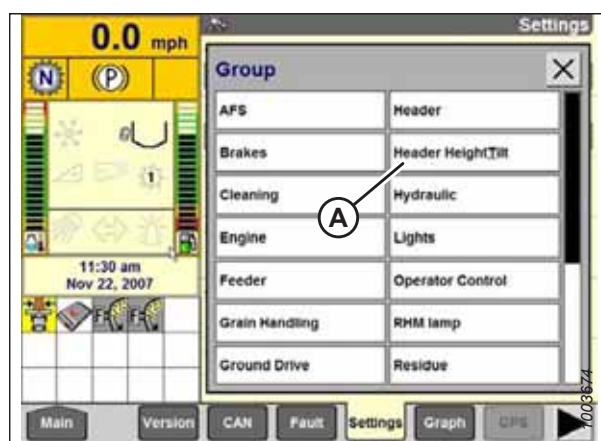 Settings
0.0 mph
N
(P)
Group
X
AFS
Header
Brakes
Header Height/Tilt
Cleaning
Hydraulic
A
Engine
Lights
11:30 am
Nov 22, 2007
Feeder
Operator Control
Grain Handling
RHM lamp
Ground Drive
Residue
1
F
F
Main
Version
CAN
Fault
Settings
Graph
GPS
1003674